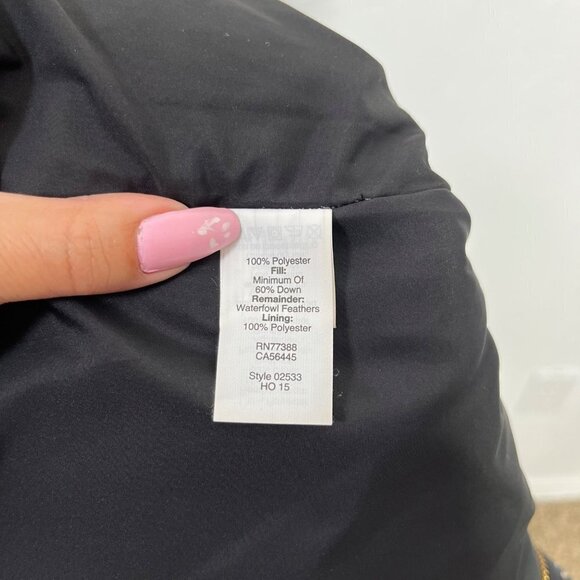 100% Polyester
Fill:
Minimum Of
60% Down
Remainder:
Waterfowl Feathers
Lining:
100% Polyester
RN77388
CA56445
Style 02533
HO 15